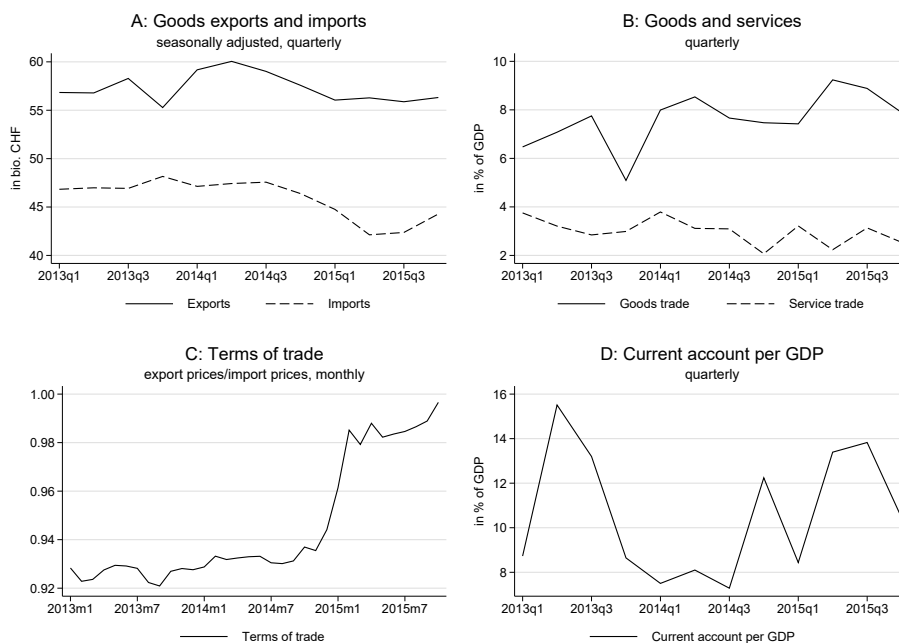 A: Goods exports and imports
seasonally adjusted, quarterly
in bio. CHF
60
55
50
45
40
2013q1 2013q3 2014q1 2014q3 2015q1 2015q3
Exports Imports
B: Goods and services
quarterly
in % of GDP
10
8
6
4
2
2013q1 2013q3 2014q1 2014q3 2015q1 2015q3
Goods trade Service trade
C: Terms of trade
export prices/import prices, monthly
1.00
0.98
0.96
0.94
0.92
2013m1 2013m7 2014m1 2014m7 2015m1 2015m7
Terms of trade
D: Current account per GDP
quarterly
in % of GDP
16
14
12
10
8
2013q1 2013q3 2014q1 2014q3 2015q1 2015q3
Current account per GDP